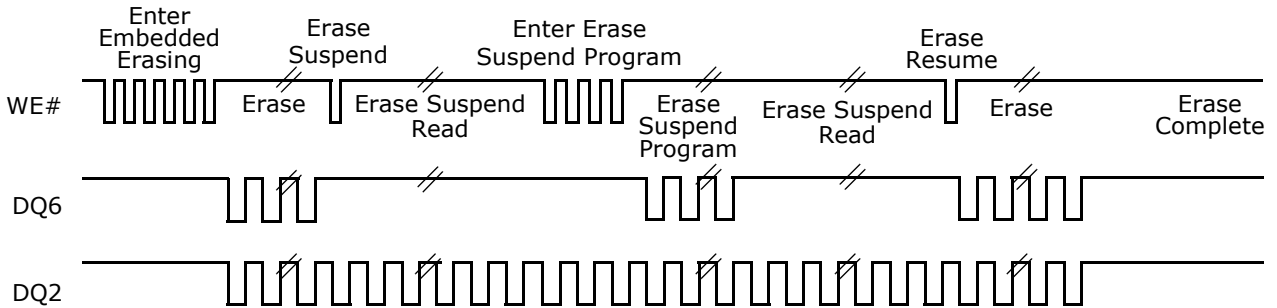 Enter
Embedded
Erasing
Erase
Suspend
Enter Erase
Suspend Program
Erase
Resume
WE#
Erase
Erase Suspend
Read
Erase
Suspend
Program
Erase Suspend
Read
Erase
Erase
Complete
DQ6
DQ2